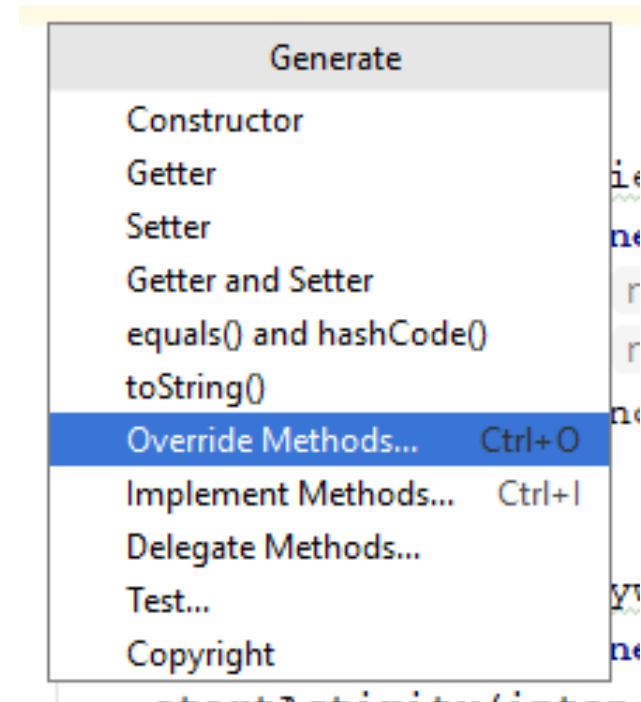 Generate
Constructor
Getter
Setter
Getter and Setter
equals() and hashCode()
toString()
Override Methods... Ctrl+O
Implement Methods... Ctrl+I
Delegate Methods...
Test...
Copyright